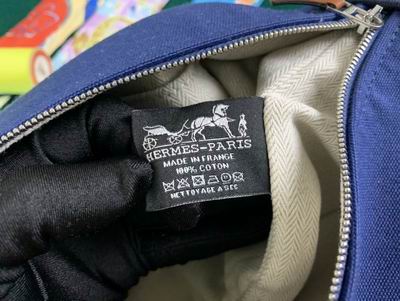 HERMES-PARIS
MADE IN FRANCE
100% COTON
NETTOYAGE A SEC